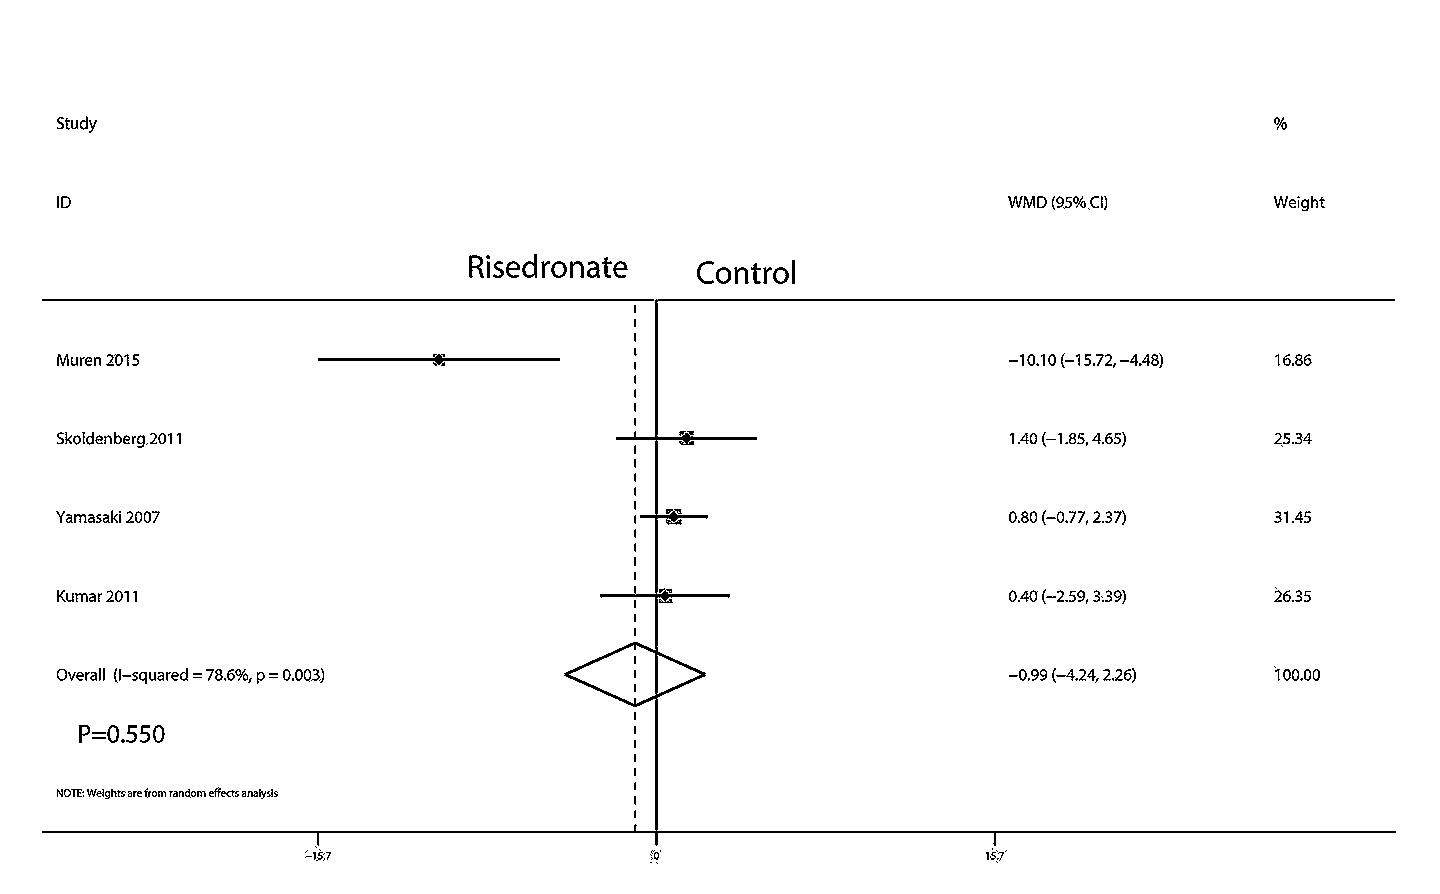 Study %
ID WMD (95% CI) Weight
Risedronate Control
Muren 2015 −10.10 (−15.72, −4.48) 16.86
Skoldenberg 2011 1.40 (−1.85, 4.65) 25.34
Yamasaki 2007 0.80 (−0.77, 2.37) 31.45
Kumar 2011 0.40 (−2.59, 3.39) 26.35
Overall (I−squared = 78.6%, p = 0.003) −0.99 (−4.24, 2.26) 100.00
P=0.550
NOTE: Weights are from random effects analysis
−15.7 0 15.7